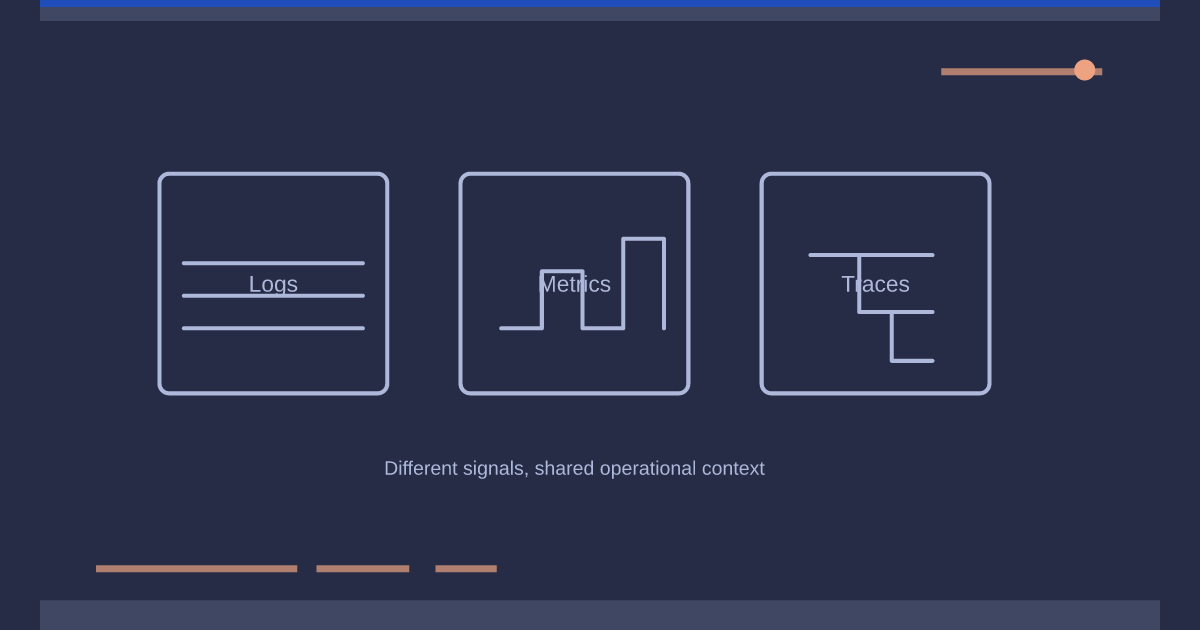 Logs
Metrics
Traces
Different signals, shared operational context